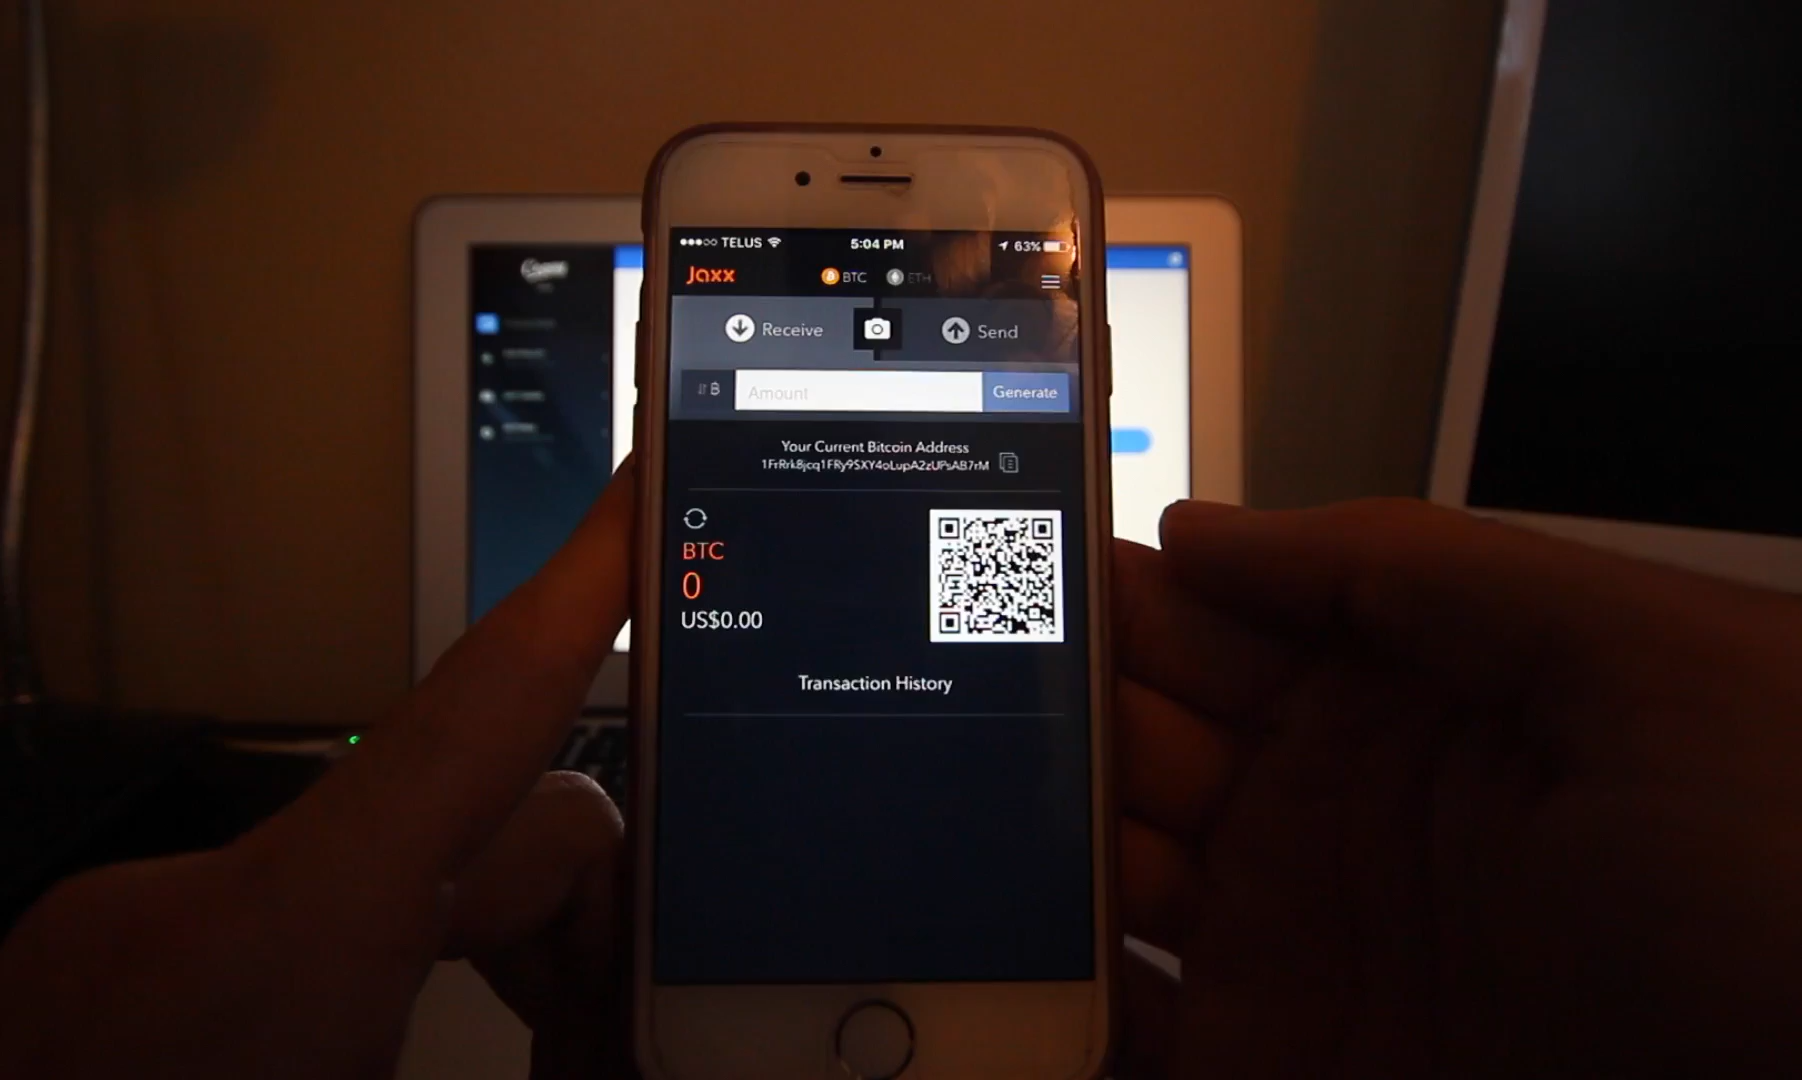 TELUS 5:04 PM 63%
Jaxx BTC ETH
Receive Send
Amount Generate
Your Current Bitcoin Address
1FrRrk8jcq1FRy9SXY4oLupA2zUPsAB7rM
BTC
0
US$0.00
Transaction History